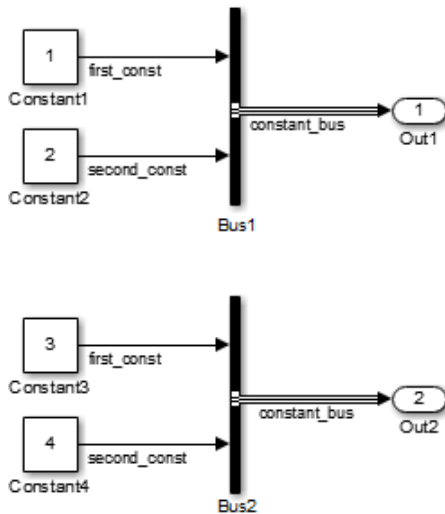 1
first_const
Constant1
constant_bus
1
Out1
2
second_const
Constant2
Bus1
3
first_const
Constant3
constant_bus
2
Out2
4
second_const
Constant4
Bus2